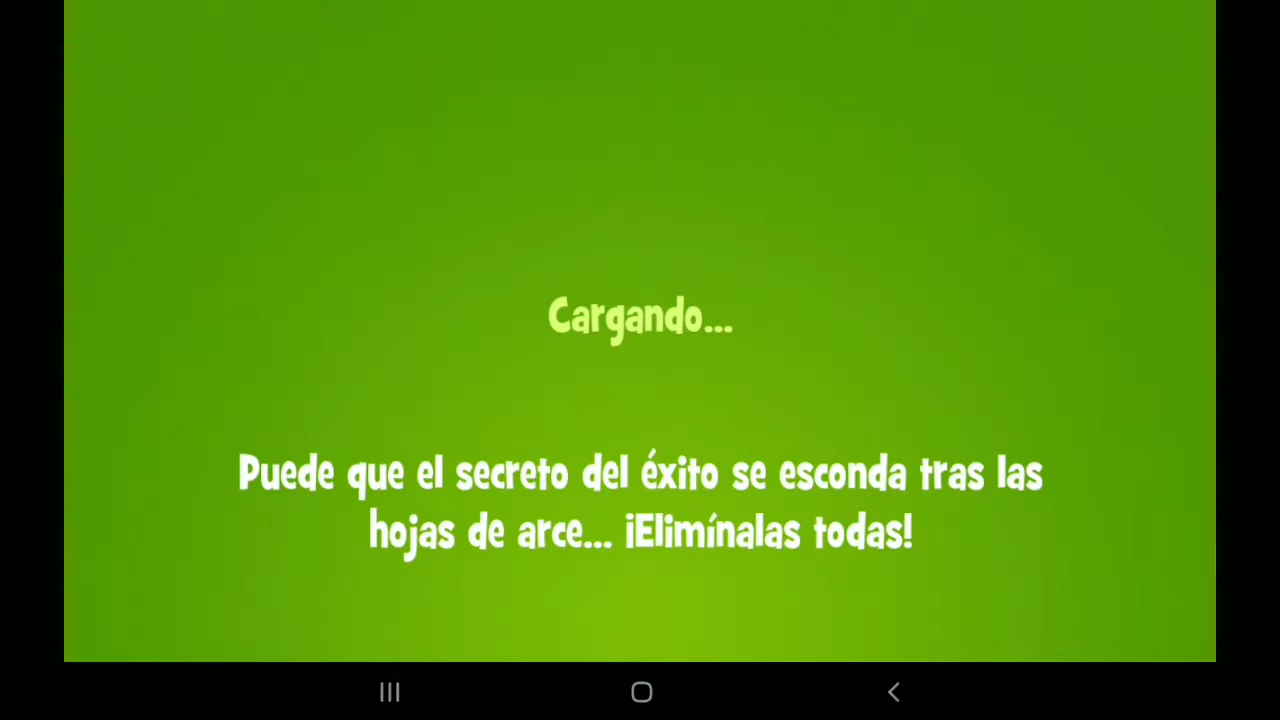 Cargando...
Puede que el secreto del éxito se esconda tras las
hojas de arce... ¡Elimínalas todas!